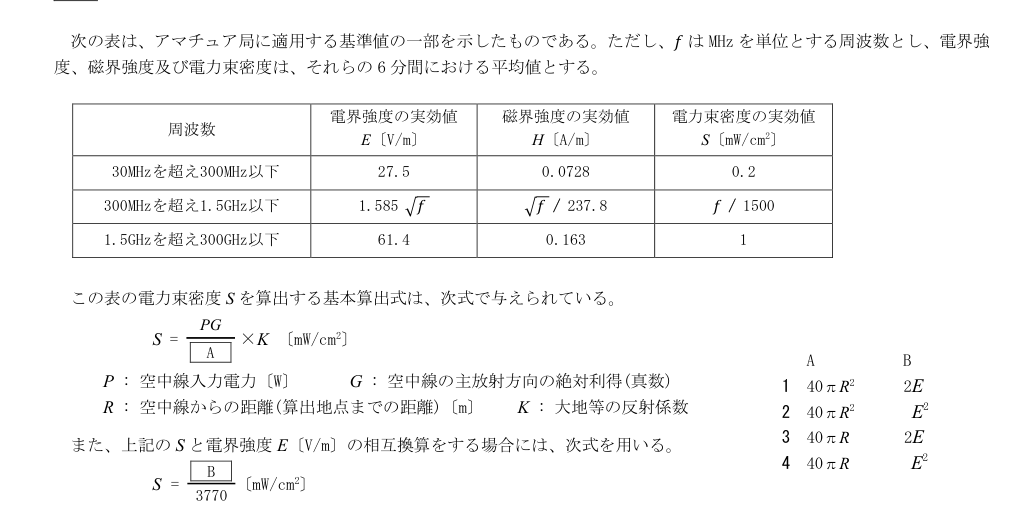 次の表は、アマチュア局に適用する基準値の一部を示したものである。ただし、f は MHz を単位とする周波数とし、電界強
度、磁界強度及び電力束密度は、それらの 6 分間における平均値とする。
周波数 電界強度の実効値 E〔V/m〕 磁界強度の実効値 H〔A/m〕 電力束密度の実効値 S〔mW/cm²〕
30MHzを超え300MHz以下 27.5 0.0728 0.2
300MHzを超え1.5GHz以下 1.585 √f √f / 237.8 f / 1500
1.5GHzを超え300GHz以下 61.4 0.163 1
この表の電力束密度 S を算出する基本算出式は、次式で与えられている。
S = PG / A × K 〔mW/cm²〕
P : 空中線入力電力〔W〕 G : 空中線の主放射方向の絶対利得(真数)
R : 空中線からの距離(算出地点までの距離)〔m〕 K : 大地等の反射係数
また、上記の S と電界強度 E〔V/m〕の相互換算をする場合には、次式を用いる。
S = B / 3770 〔mW/cm²〕
A B
1 40πR² 2E
2 40πR² E²
3 40πR 2E
4 40πR E²